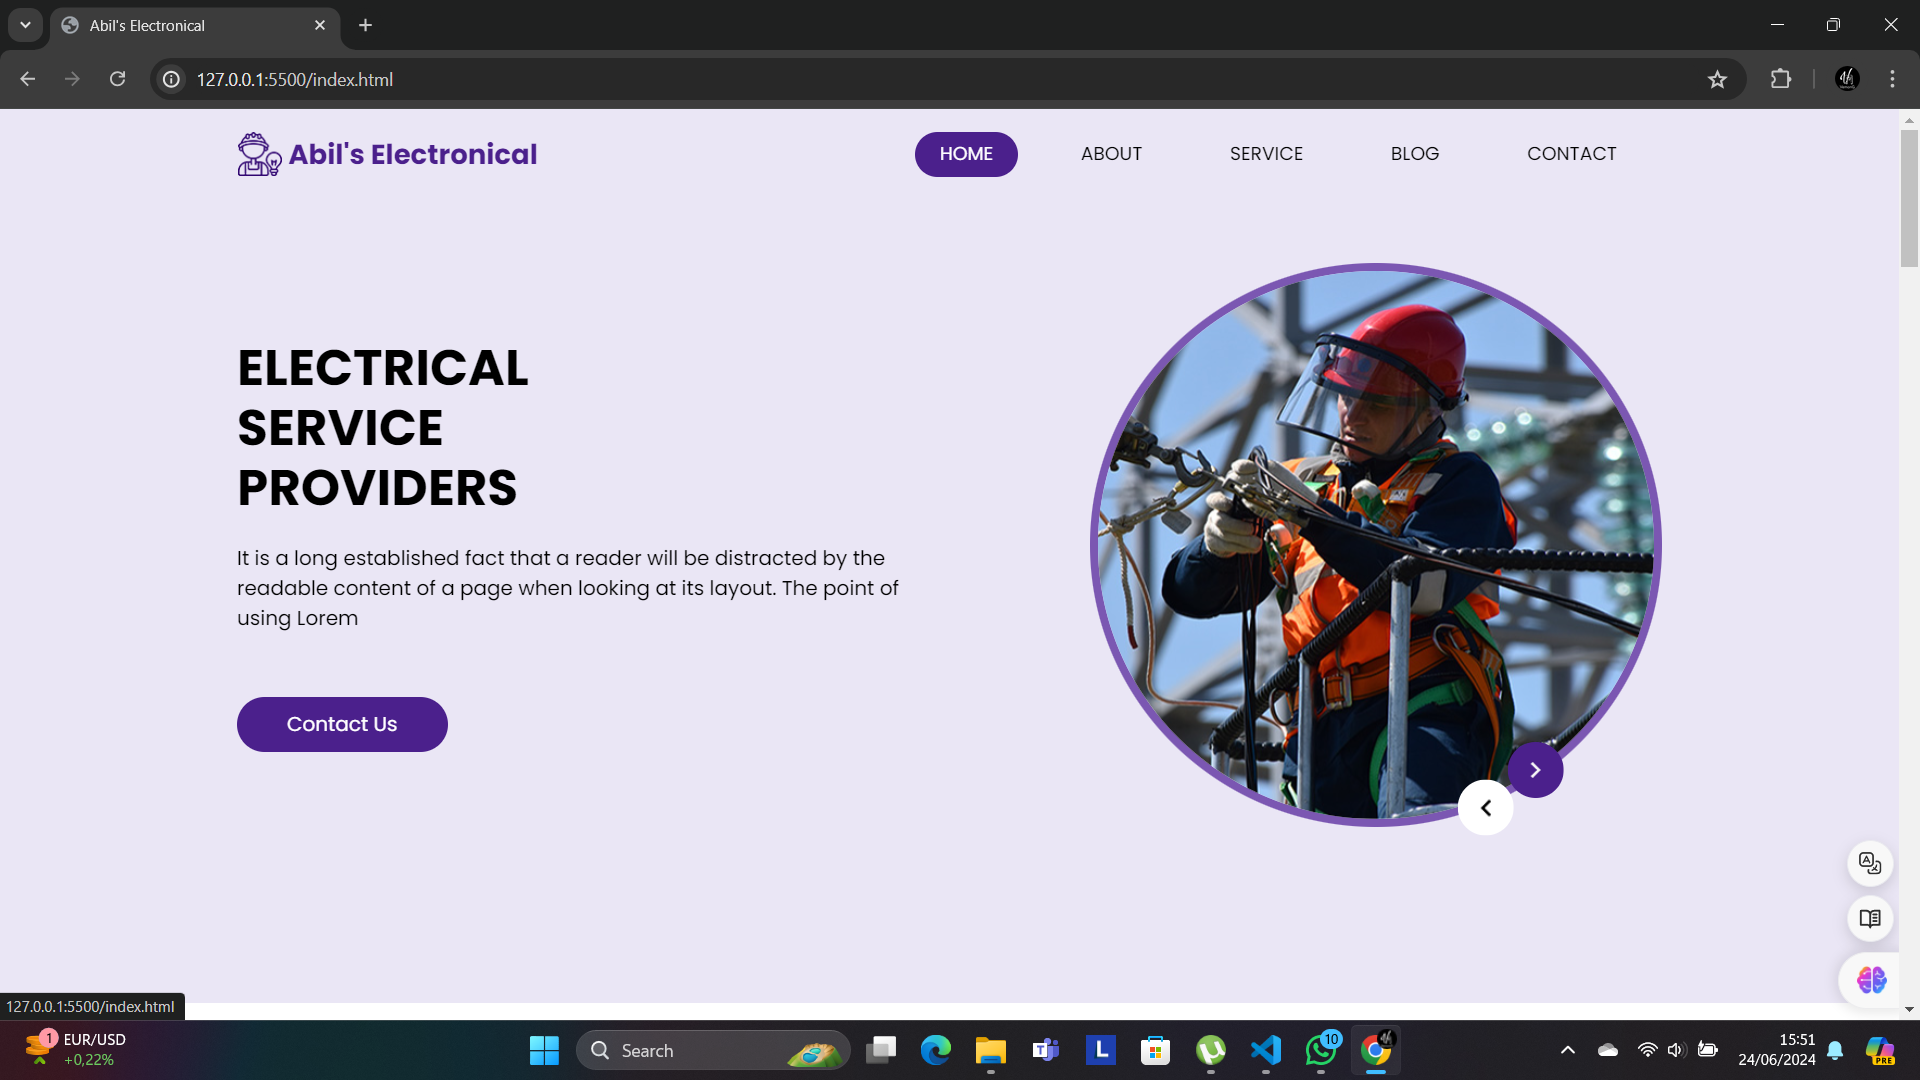 Abil's Electronical
127.0.0.1:5500/index.html
Abil's Electronical
HOME
ABOUT
SERVICE
BLOG
CONTACT
ELECTRICAL
SERVICE
PROVIDERS
It is a long established fact that a reader will be distracted by the
readable content of a page when looking at its layout. The point of
using Lorem
Contact Us
127.0.0.1:5500/index.html
1
EUR/USD
+0,22%
Search
T
L
10
15:51
24/06/2024
PRE